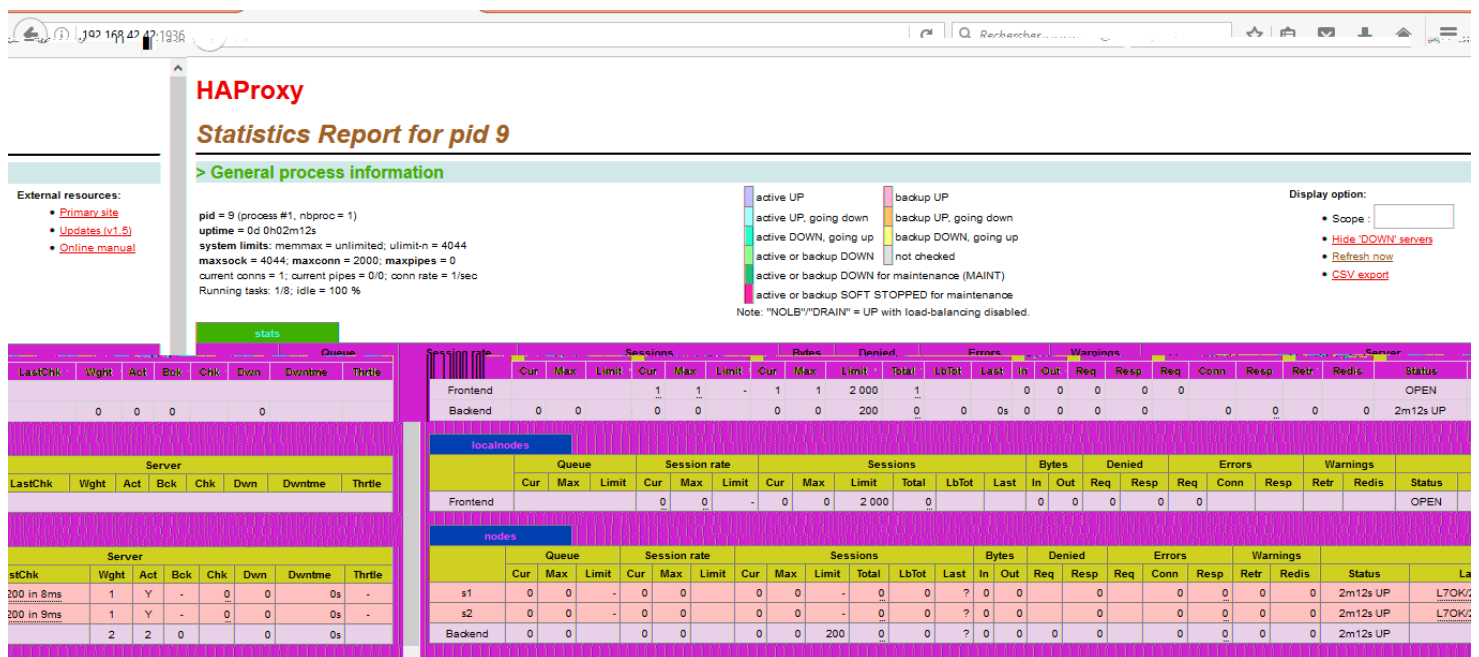 192.168.42.42:1936 Rechercher
HAProxy
Statistics Report for pid 9
> General process information
External resources:
Primary site
Updates (v1.5)
Online manual
pid = 9 (process #1, nbproc = 1)
uptime = 0d 0h02m12s
system limits: memmax = unlimited; ulimit-n = 4044
maxsock = 4044; maxconn = 2000; maxpipes = 0
current conns = 1; current pipes = 0/0; conn rate = 1/sec
Running tasks: 1/8; idle = 100 %
active UP backup UP
active UP, going down backup UP, going down
active DOWN, going up backup DOWN, going up
active or backup DOWN not checked
active or backup DOWN for maintenance (MAINT)
active or backup SOFT STOPPED for maintenance
Note: "NOLB"/"DRAIN" = UP with load-balancing disabled.
Display option:
Scope :
Hide 'DOWN' servers
Refresh now
CSV export
stats
Queue Session rate Sessions Bytes Denied Errors Warnings Server
LastChk Wght Act Bck Chk Dwn Dwntme Thrtle Cur Max Limit Cur Max Limit Cur Max Limit Total LbTot Last In Out Req Resp Req Conn Resp Retr Redis Status
Frontend 1 1 - 1 1 2 000 1 0 0 0 0 0 OPEN
0 0 0 0 Backend 0 0 0 0 0 0 200 0 0 0s 0 0 0 0 0 0 0 0 2m12s UP
localnodes
Server Queue Session rate Sessions Bytes Denied Errors Warnings
LastChk Wght Act Bck Chk Dwn Dwntme Thrtle Cur Max Limit Cur Max Limit Cur Max Limit Total LbTot Last In Out Req Resp Req Conn Resp Retr Redis Status
Frontend 0 0 - 0 0 2 000 0 0 0 0 0 0 OPEN
nodes
Server Queue Session rate Sessions Bytes Denied Errors Warnings
stChk Wght Act Bck Chk Dwn Dwntme Thrtle Cur Max Limit Cur Max Limit Cur Max Limit Total LbTot Last In Out Req Resp Req Conn Resp Retr Redis Status La
200 in 8ms 1 Y - 0 0 0s - s1 0 0 - 0 0 0 0 - 0 0 ? 0 0 0 0 0 0 0 2m12s UP L7OK/2
200 in 9ms 1 Y - 0 0 0s - s2 0 0 - 0 0 0 0 - 0 0 ? 0 0 0 0 0 0 0 2m12s UP L7OK/2
2 2 0 0 0s Backend 0 0 0 0 0 0 200 0 0 ? 0 0 0 0 0 0 0 0 2m12s UP